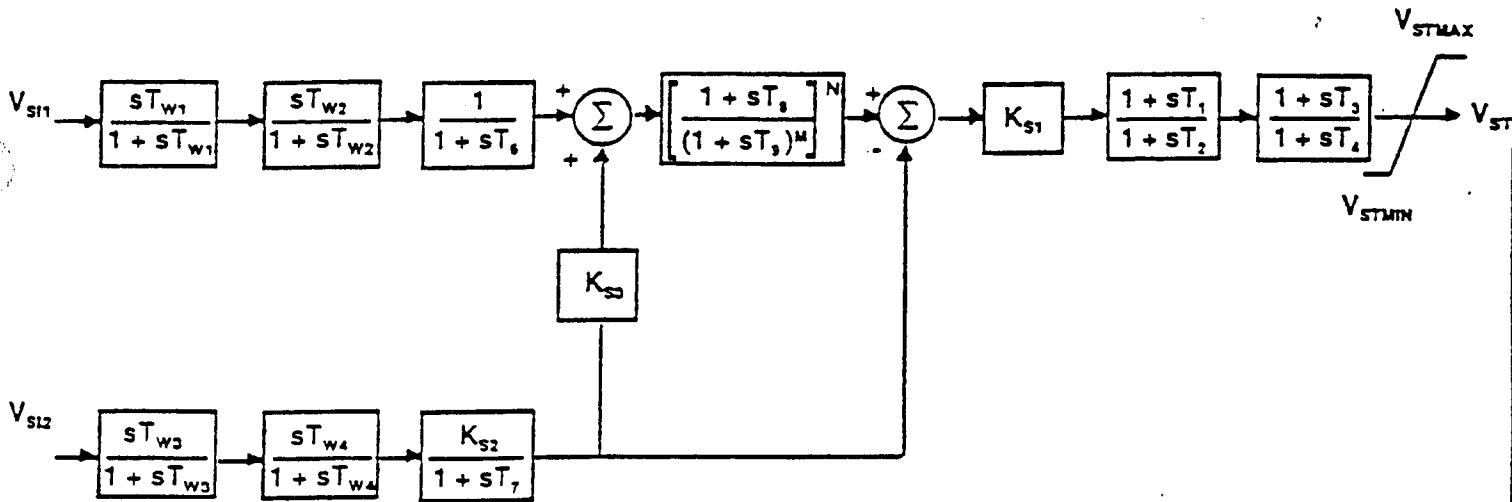 V_STMAX
V_SI1
sT_W1 / 1 + sT_W1
sT_W2 / 1 + sT_W2
1 / 1 + sT_6
+
+
Σ
[ 1 + sT_8 / (1 + sT_9)^M ]^N
+
-
Σ
K_S1
1 + sT_1 / 1 + sT_2
1 + sT_3 / 1 + sT_4
V_ST
V_STMIN
K_S3
V_SI2
sT_W3 / 1 + sT_W3
sT_W4 / 1 + sT_W4
K_S2 / 1 + sT_7